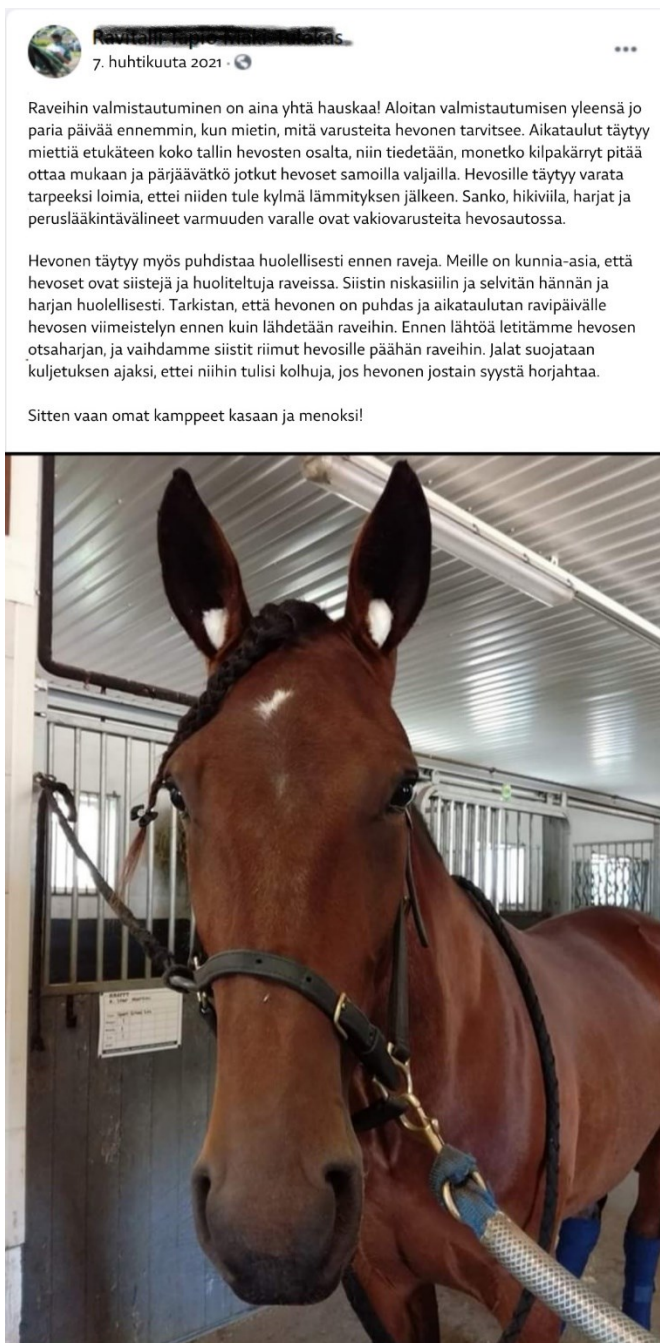 7. huhtikuuta 2021
Raveihin valmistautuminen on aina yhtä hauskaa! Aloitan valmistautumisen yleensä jo
paria päivää ennemmin, kun mietin, mitä varusteita hevonen tarvitsee. Aikataulut täytyy
miettiä etukäteen koko tallin hevosten osalta, niin tiedetään, monetko kilpakärryt pitää
ottaa mukaan ja pärjäävätkö jotkut hevoset samoilla valjailla. Hevosille täytyy varata
tarpeeksi loimia, ettei niiden tule kylmä lämmityksen jälkeen. Sanko, hikiviila, harjat ja
peruslääkintävälineet varmuuden varalle ovat vakiovarusteita hevosautossa.
Hevonen täytyy myös puhdistaa huolellisesti ennen raveja. Meille on kunnia-asia, että
hevoset ovat siistejä ja huoliteltuja raveissa. Siistin niskasiilin ja selvitän hännän ja
harjan huolellisesti. Tarkistan, että hevonen on puhdas ja aikataulutan ravipäivälle
hevosen viimeistelyn ennen kuin lähdetään raveihin. Ennen lähtöä letitämme hevosen
otsaharjan, ja vaihdamme siistit riimut hevosille päähän raveihin. Jalat suojataan
kuljetuksen ajaksi, ettei niihin tulisi kolhuja, jos hevonen jostain syystä horjahtaa.
Sitten vaan omat kamppeet kasaan ja menoksi!